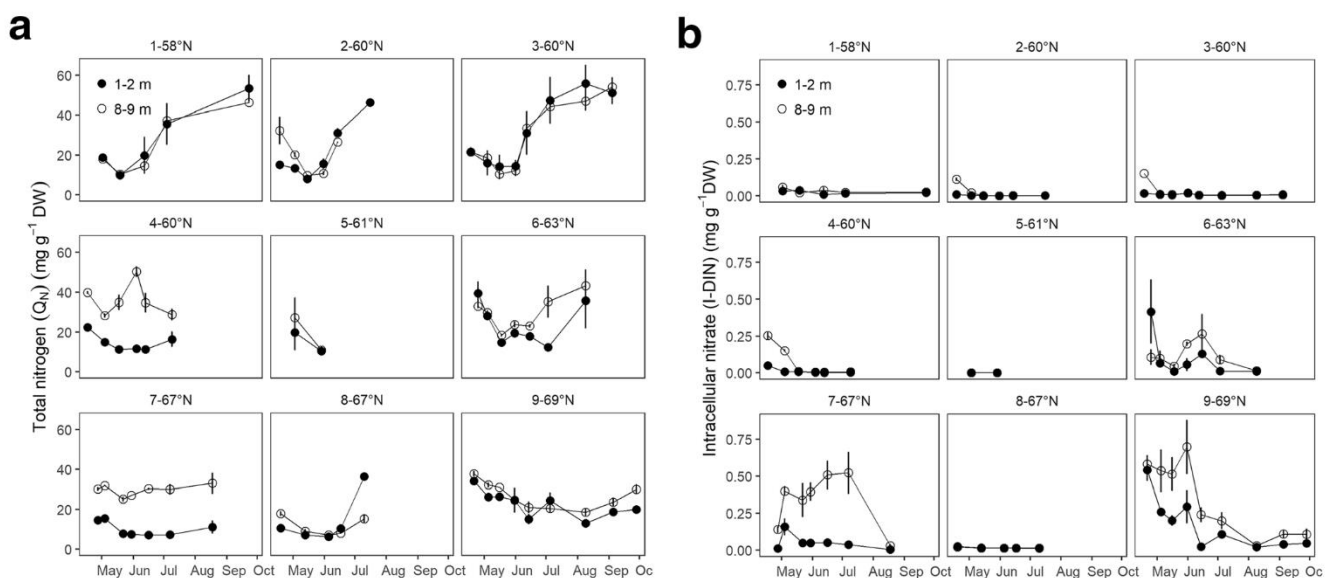 a
Total nitrogen (QN) (mg g−1 DW)
1-58°N 2-60°N 3-60°N
1-2 m
8-9 m
60
40
20
0
4-60°N 5-61°N 6-63°N
60
40
20
0
7-67°N 8-67°N 9-69°N
60
40
20
0
May Jun Jul Aug Sep Oct May Jun Jul Aug Sep Oct May Jun Jul Aug Sep Oct
b
Intracellular nitrate (I-DIN) (mg g−1DW)
1-58°N 2-60°N 3-60°N
1-2 m
8-9 m
0.75
0.50
0.25
0.00
4-60°N 5-61°N 6-63°N
0.75
0.50
0.25
0.00
7-67°N 8-67°N 9-69°N
0.75
0.50
0.25
0.00
May Jun Jul Aug Sep Oct May Jun Jul Aug Sep Oct May Jun Jul Aug Sep Oc